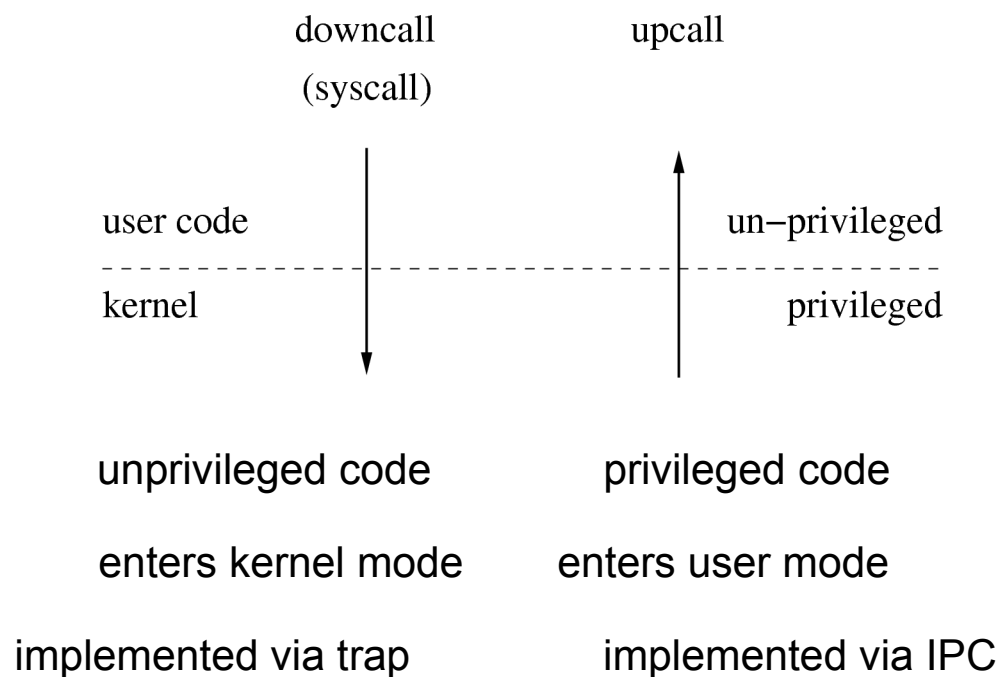 downcall upcall
(syscall)
user code un−privileged
kernel privileged
unprivileged code privileged code
enters kernel mode enters user mode
implemented via trap implemented via IPC